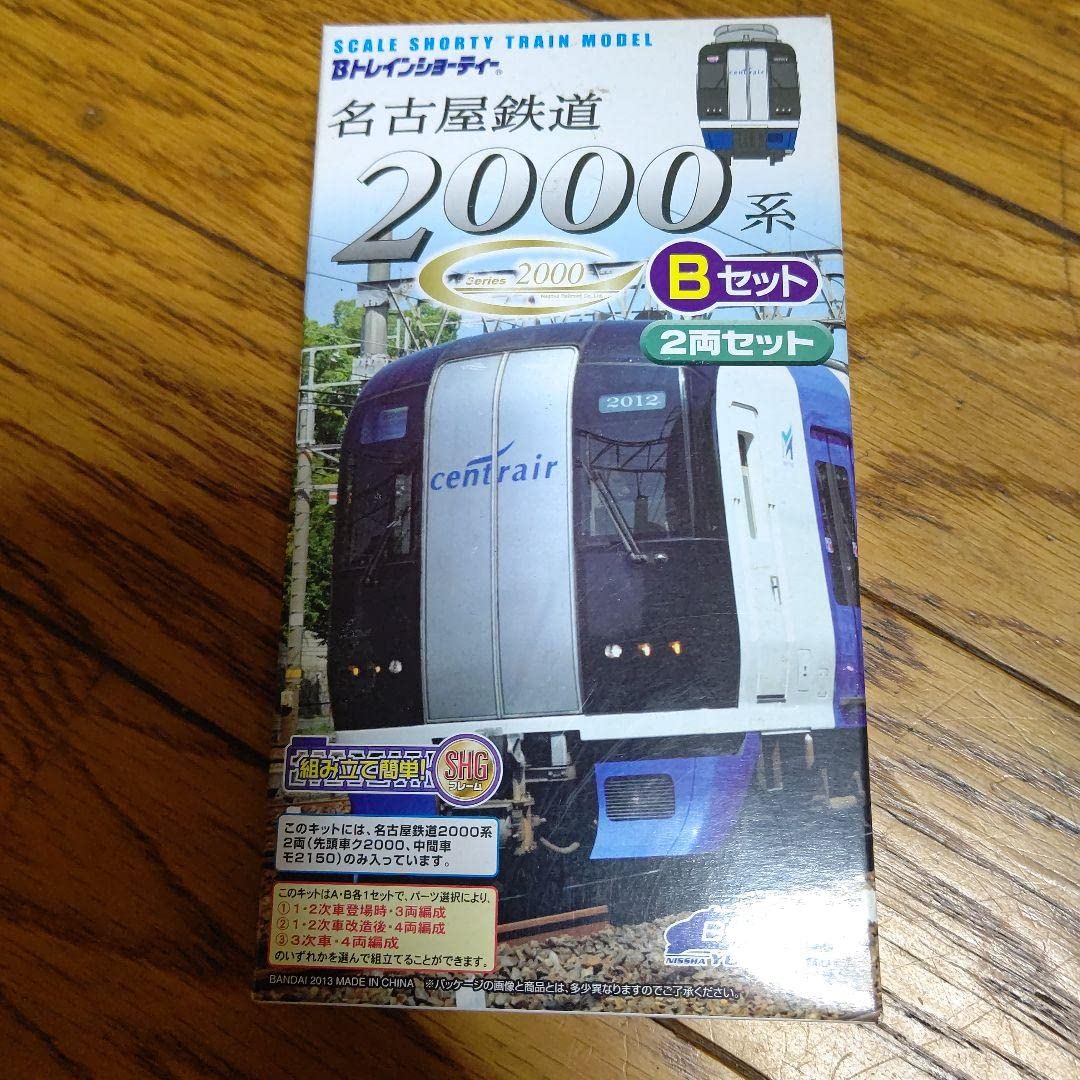 SCALE SHORTY TRAIN MODEL
Bトレインショーティー®
名古屋鉄道
2000系
Series 2000
Bセット
2両セット
2012
centrair
組み立て簡単!
SHG
フレーム
このキットには、名古屋鉄道2000系
2両(先頭車ク2000、中間車
モ2150)のみ入っています。
このキットはA・B各1セットで、パーツ選択により、
①1・2次車登場時・3両編成
②1・2次車改造後・4両編成
③3次車・4両編成
のいずれかを選んで組立てることができます。
NISSHA
BANDAI 2013 MADE IN CHINA
※パッケージの画像と商品とは、多少異なりますのでご了承ください。